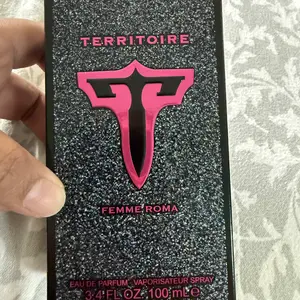 TERRITOIRE
FEMME ROMA
EAU DE PARFUM VAPORISATEUR SPRAY
3.4 FL OZ 100 mL ℮